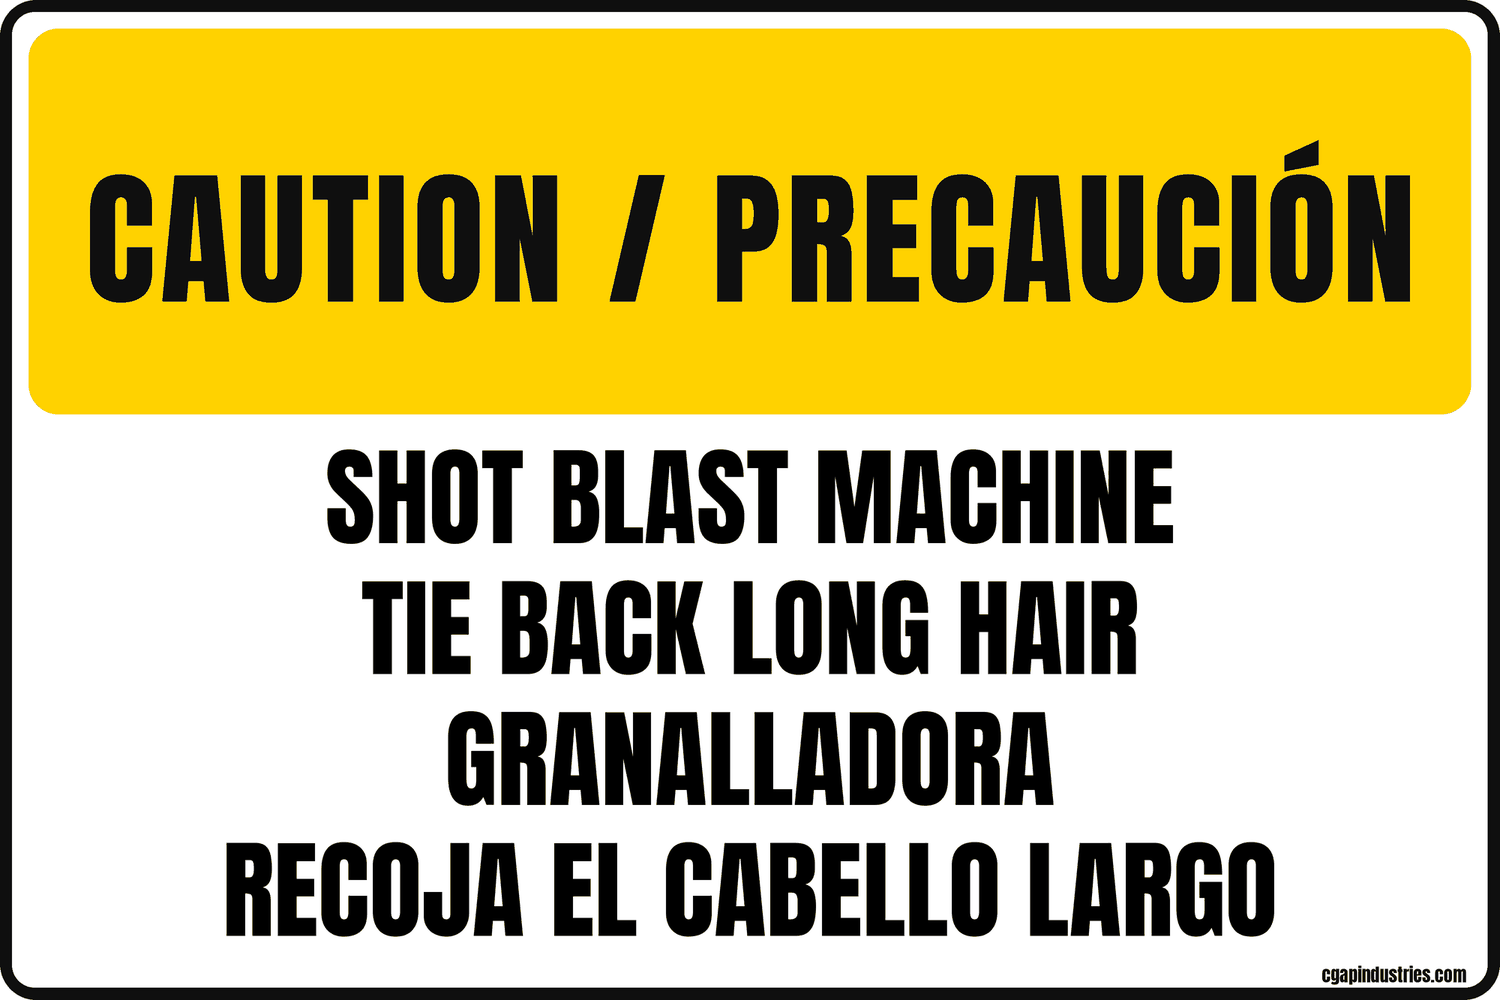 CAUTION / PRECAUCIÓN
SHOT BLAST MACHINE
TIE BACK LONG HAIR
GRANALLADORA
RECOJA EL CABELLO LARGO
cgapindustries.com